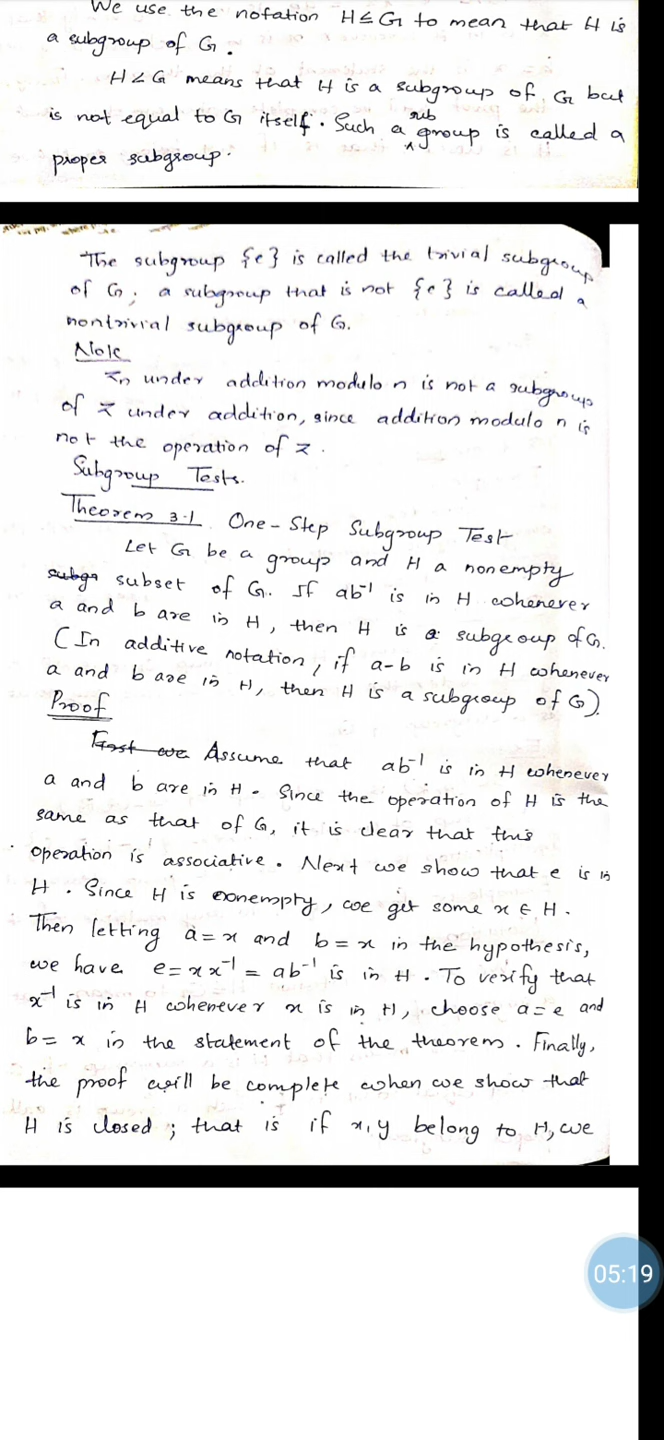 We use the notation H≤G to mean that H is
a subgroup of G.
H<G means that H is a subgroup of G but
is not equal to G itself. Such a subgroup is called a
proper subgroup.
The subgroup {e} is called the trivial subgroup
of G; a subgroup that is not {e} is called a
nontrivial subgroup of G.
Note
Zn under addition modulo n is not a subgroup
of Z under addition, since addition modulo n is
not the operation of Z.
Subgroup Tests.
Theorem 3.1 One-Step Subgroup Test
Let G be a group and H a nonempty
subset of G. If ab⁻¹ is in H whenever
a and b are in H, then H is a subgroup of G.
(In additive notation, if a-b is in H whenever
a and b are in H, then H is a subgroup of G).
Proof
Assume that ab⁻¹ is in H whenever
a and b are in H. Since the operation of H is the
same as that of G, it is clear that this
operation is associative. Next we show that e is in
H. Since H is nonempty, we get some x ∈ H.
Then letting a=x and b=x in the hypothesis,
we have e=xx⁻¹=ab⁻¹ is in H. To verify that
x⁻¹ is in H whenever x is in H, choose a=e and
b=x in the statement of the theorem. Finally,
the proof will be complete when we show that
H is closed; that is if x,y belong to H, we
05:19